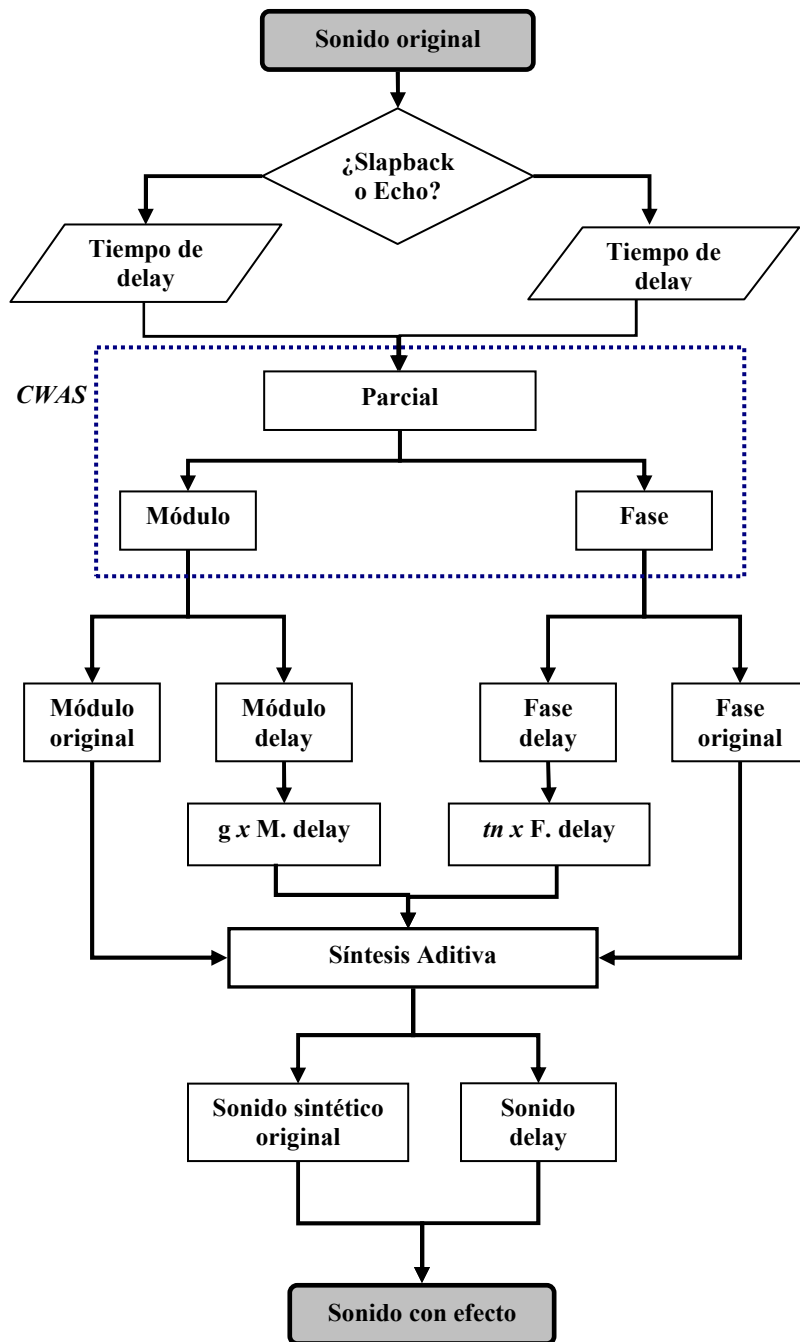 Sonido original
¿Slapback
o Echo?
Tiempo de
delay
Tiempo de
delay
CWAS
Parcial
Módulo
Fase
Módulo
original
Módulo
delay
Fase
delay
Fase
original
g x M. delay
tn x F. delay
Síntesis Aditiva
Sonido sintético
original
Sonido
delay
Sonido con efecto